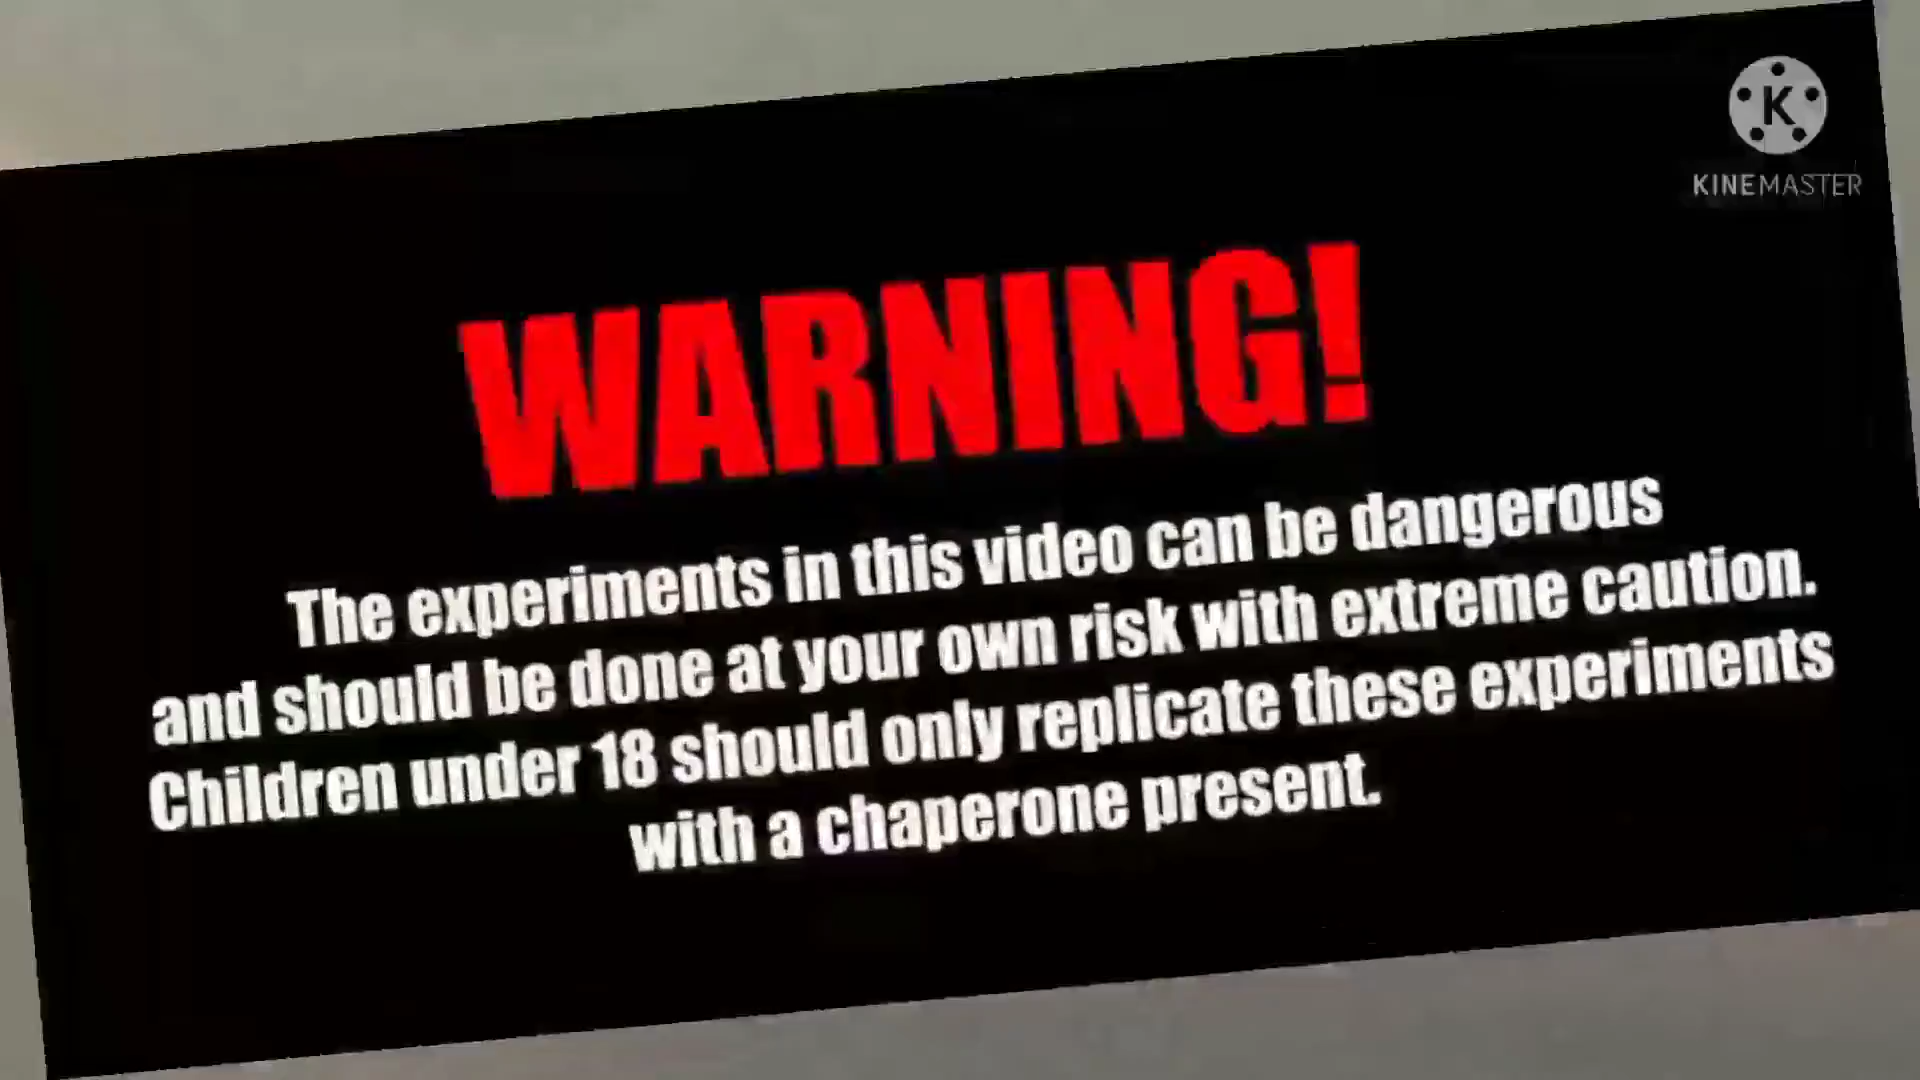 K
KINEMASTER
WARNING!
The experiments in this video can be dangerous
and should be done at your own risk with extreme caution.
Children under 18 should only replicate these experiments
with a chaperone present.